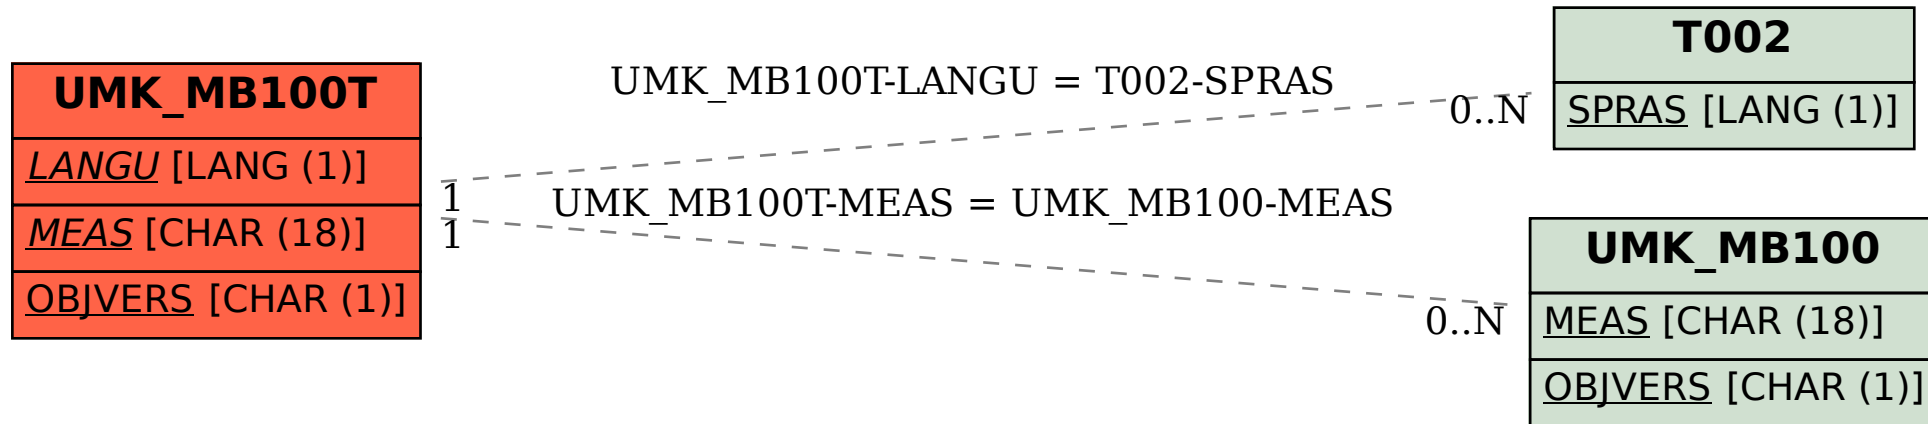 UMK_MB100T
LANGU [LANG (1)]
MEAS [CHAR (18)]
OBJVERS [CHAR (1)]
UMK_MB100T-LANGU = T002-SPRAS
1
0..N
UMK_MB100T-MEAS = UMK_MB100-MEAS
1
0..N
T002
SPRAS [LANG (1)]
UMK_MB100
MEAS [CHAR (18)]
OBJVERS [CHAR (1)]